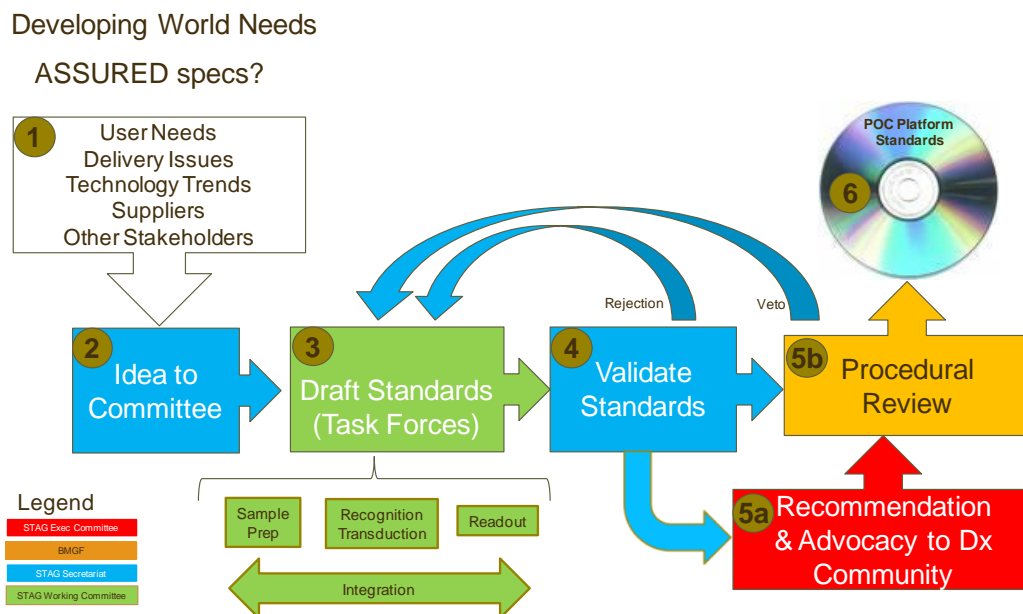 Developing World Needs
ASSURED specs?
1
User Needs
Delivery Issues
Technology Trends
Suppliers
Other Stakeholders
POC Platform
Standards
6
Rejection
Veto
2
Idea to
Committee
3
Draft Standards
(Task Forces)
4
Validate
Standards
5b
Procedural
Review
Sample
Prep
Recognition
Transduction
Readout
Integration
5a
Recommendation
& Advocacy to Dx
Community
Legend
STAG Exec Committee
BMGF
STAG Secretariat
STAG Working Committee